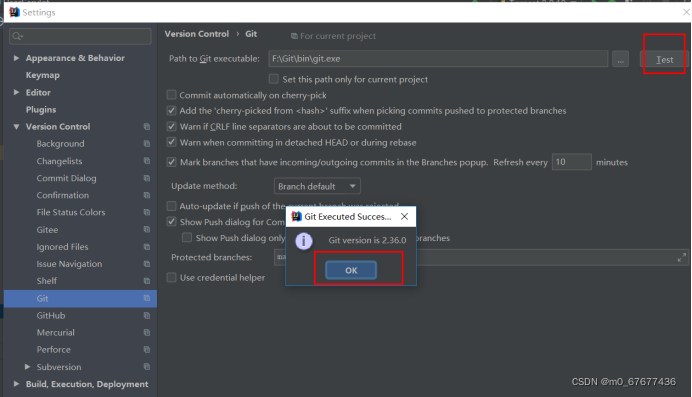 Settings
Version Control › Git
For current project
Appearance & Behavior
Keymap
Editor
Plugins
Version Control
Background
Changelists
Commit Dialog
Confirmation
File Status Colors
Gitee
Ignored Files
Issue Navigation
Shelf
Git
GitHub
Mercurial
Perforce
Subversion
Build, Execution, Deployment
Path to Git executable: F:\Git\bin\git.exe ... Test
Set this path only for current project
Commit automatically on cherry-pick
Add the 'cherry-picked from <hash>' suffix when picking commits pushed to protected branches
Warn if CRLF line separators are about to be committed
Warn when committing in detached HEAD or during rebase
Mark branches that have incoming/outgoing commits in the Branches popup. Refresh every 10 minutes
Update method: Branch default
Auto-update if push of the current branch was rejected
Show Push dialog for Com
Show Push dialog only branches
Protected branches:
Use credential helper
Git Executed Succes...
Git version is 2.36.0
OK
CSDN @m0_67677436